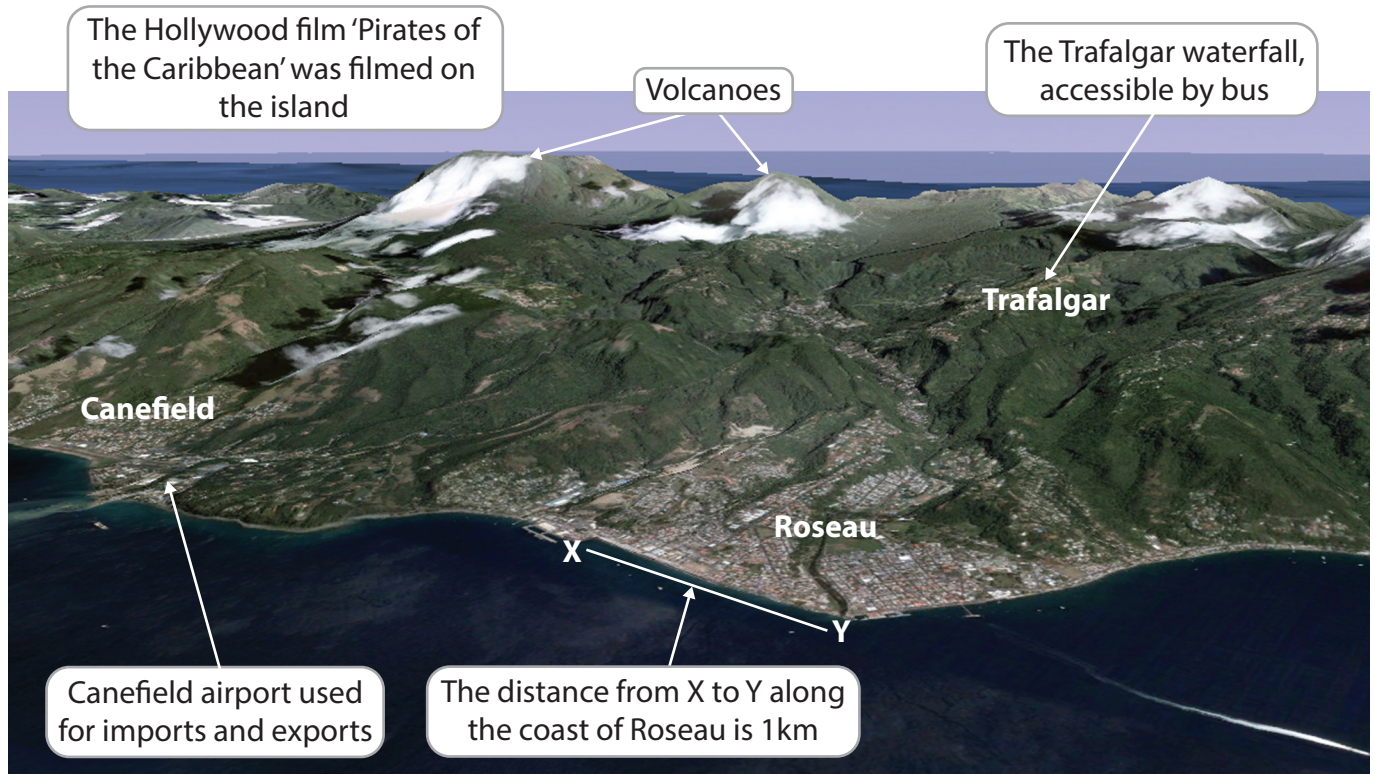 The Hollywood film ‘Pirates of
the Caribbean’ was filmed on
the island
Volcanoes
The Trafalgar waterfall,
accessible by bus
Trafalgar
Canefield
Roseau
X
Y
Canefield airport used
for imports and exports
The distance from X to Y along
the coast of Roseau is 1km